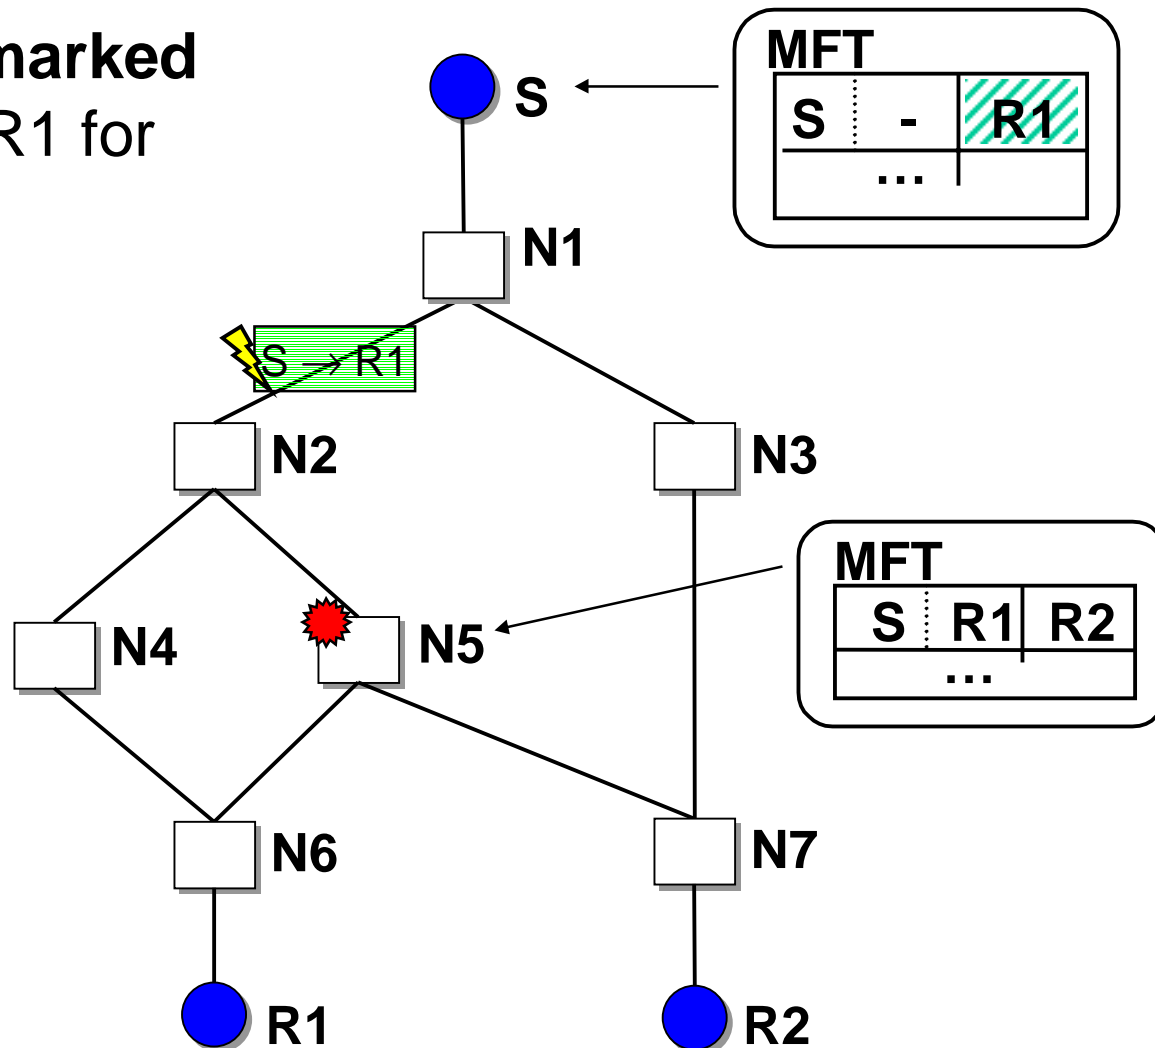 marked
R1 for
S
MFT
S - R1
...
N1
S → R1
N2
N3
MFT
S R1 R2
...
N4
N5
N6
N7
R1
R2